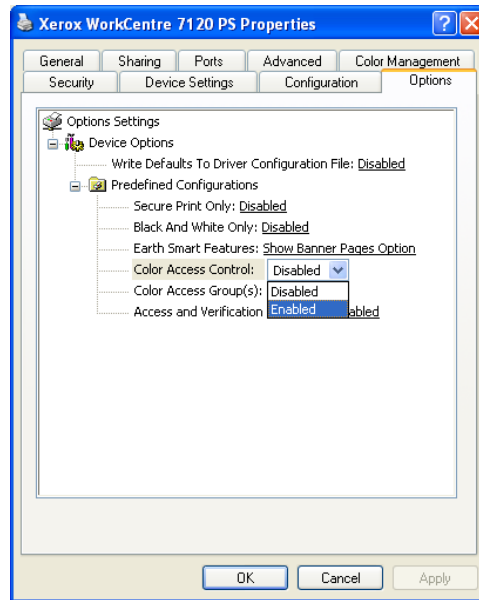 Xerox WorkCentre 7120 PS Properties
General Sharing Ports Advanced Color Management
Security Device Settings Configuration Options
Options Settings
Device Options
Write Defaults To Driver Configuration File: Disabled
Predefined Configurations
Secure Print Only: Disabled
Black And White Only: Disabled
Earth Smart Features: Show Banner Pages Option
Color Access Control: Disabled
Color Access Group(s): Disabled
Access and Verification Enabled abled
OK Cancel Apply